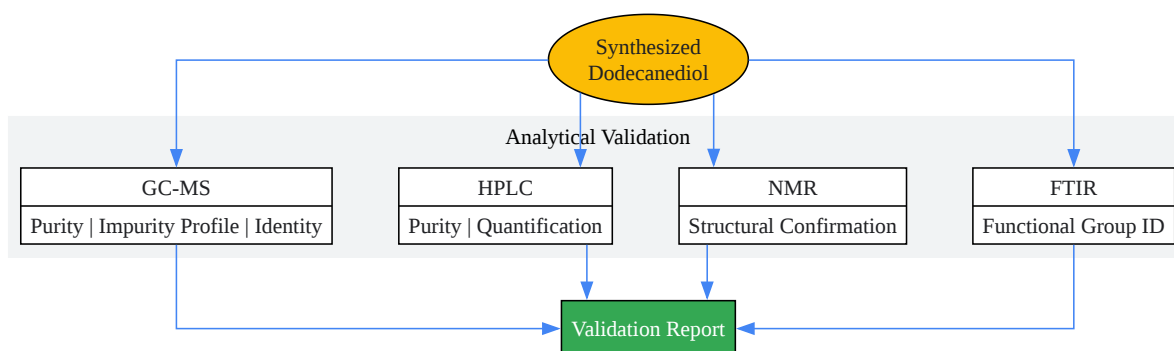 Synthesized
Dodecanediol
Analytical Validation
GC-MS
Purity | Impurity Profile | Identity
HPLC
Purity | Quantification
NMR
Structural Confirmation
FTIR
Functional Group ID
Validation Report